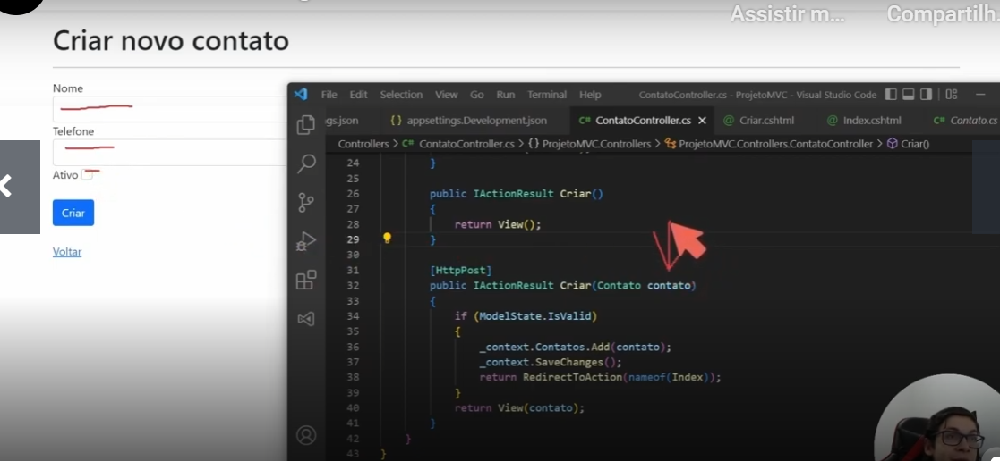 Assistir m...
Compartilh.
Criar novo contato
Nome
Telefone
Ativo
Criar
Voltar
File Edit Selection View Go Run Terminal Help ContatoController.cs - ProjetoMVC - Visual Studio Code
gs.json {} appsettings.Development.json C# ContatoController.cs × @ Criar.cshtml @ Index.cshtml C# Contato.cs
Controllers > C# ContatoController.cs > {} ProjetoMVC.Controllers > ProjetoMVC.Controllers.ContatoController > Criar()
24 }
25
26 public IActionResult Criar()
27 {
28 return View();
29 }
30
31 [HttpPost]
32 public IActionResult Criar(Contato contato)
33 {
34 if (ModelState.IsValid)
35 {
36 _context.Contatos.Add(contato);
37 _context.SaveChanges();
38 return RedirectToAction(nameof(Index));
39 }
40 return View(contato);
41 }
42 }
43 }